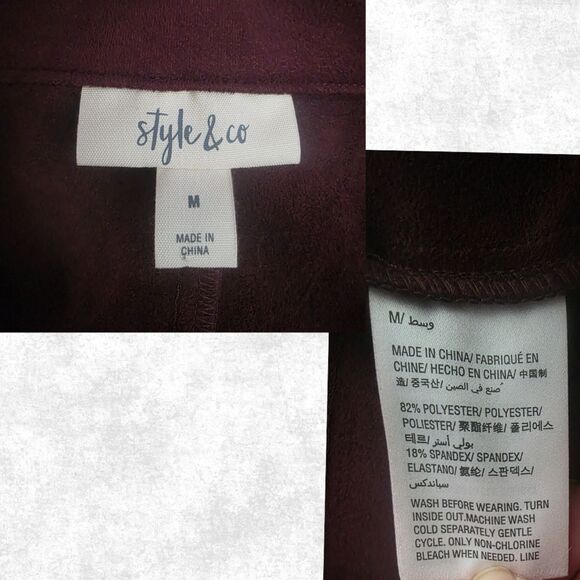 style & co
M
MADE IN
CHINA
M/ وسط
MADE IN CHINA/ FABRIQUÉ EN
CHINE/ HECHO EN CHINA/ 中国制
造/ 중국산/ صنع في الصين/
82% POLYESTER/ POLYESTER/
POLIESTER/ 聚酯纤维/ 폴리에스
테르/ بولي أستر/
18% SPANDEX/ SPANDEX/
ELASTANO/ 氨纶/ 스판덱스/
سباندكس
WASH BEFORE WEARING. TURN
INSIDE OUT.MACHINE WASH
COLD SEPARATELY GENTLE
CYCLE. ONLY NON-CHLORINE
BLEACH WHEN NEEDED. LINE